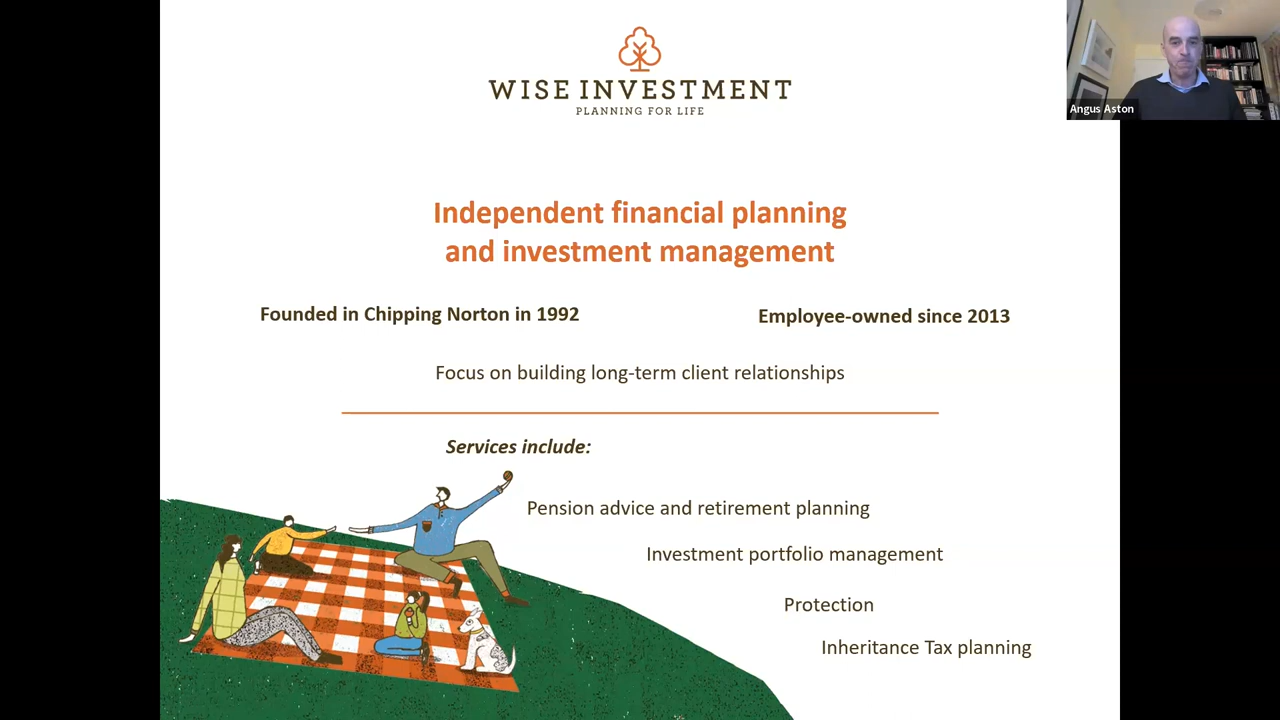 WISE INVESTMENT
PLANNING FOR LIFE
Angus Aston
Independent financial planning
and investment management
Founded in Chipping Norton in 1992
Employee-owned since 2013
Focus on building long-term client relationships
Services include:
Pension advice and retirement planning
Investment portfolio management
Protection
Inheritance Tax planning